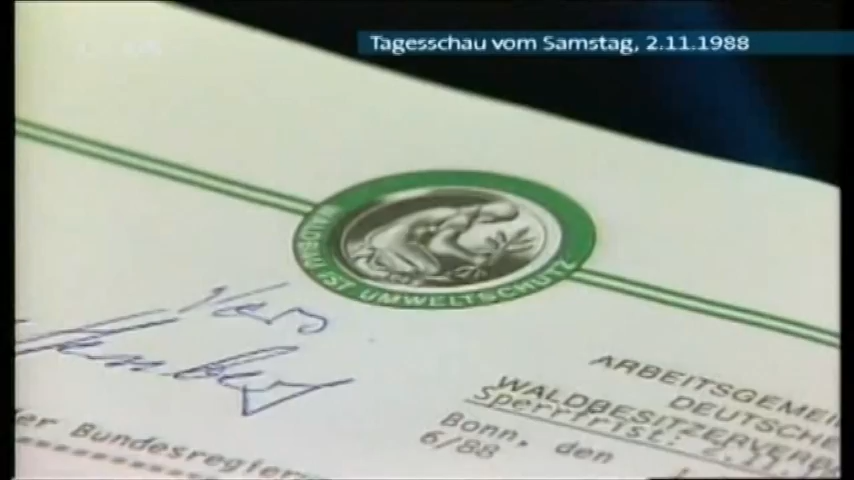 Tagesschau vom Samstag, 2.11.1988
WALDBAU IST UMWELTSCHUTZ
ARBEITSGEMEIN
DEUTSCHE
WALDBESITZERVERB
Sperrfrist: 2.11.
Bonn, den
6/88
der Bundesregier